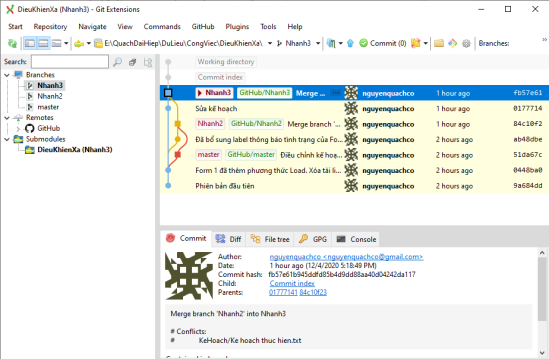 DieuKhienXa (Nhanh3) - Git Extensions
Start Repository Navigate View Commands GitHub Plugins Tools Help
E:\QuachDaiHiep\DuLieu\CongViec\DieuKhienXa\ Nhanh3 Commit (0) Branches:
Search:
Branches
Nhanh3
Nhanh2
master
Remotes
GitHub
Submodules
DieuKhienXa (Nhanh3)
Working directory
Commit index
Nhanh3 GitHub/Nhanh3 Merge ... nguyenquachco 1 hour ago fb57e61
Sửa kế hoạch nguyenquachco 1 hour ago 0177714
Nhanh2 GitHub/Nhanh2 Merge branch '... nguyenquachco 1 hour ago 84c10f2
Đã bổ sung label thông báo tình trạng của Fo... nguyenquachco 2 hours ago ab48dbe
master GitHub/master Điều chỉnh kế hoạ... nguyenquachco 2 hours ago 51da67c
Form 1 đã thêm phương thức Load. Xóa tài li... nguyenquachco 2 hours ago 0448ba0
Phiên bản đầu tiên nguyenquachco 2 hours ago 9a684dd
Commit Diff File tree GPG Console
Author: nguyenquachco <nguyenquachco@gmail.com>
Date: 1 hour ago (12/4/2020 5:18:49 PM)
Commit hash: fb57e61b945ddfd85b4d9dd88aa40d04242da117
Child: Commit index
Parents: 01777141 84c10f23
Merge branch 'Nhanh2' into Nhanh3
# Conflicts:
# KeHoach/Ke hoach thuc hien.txt